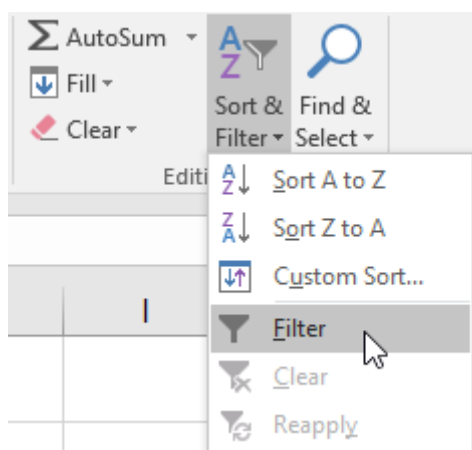 AutoSum
Fill
Clear
Sort &
Filter
Find &
Select
Editi
Sort A to Z
Sort Z to A
Custom Sort...
I
Filter
Clear
Reapply